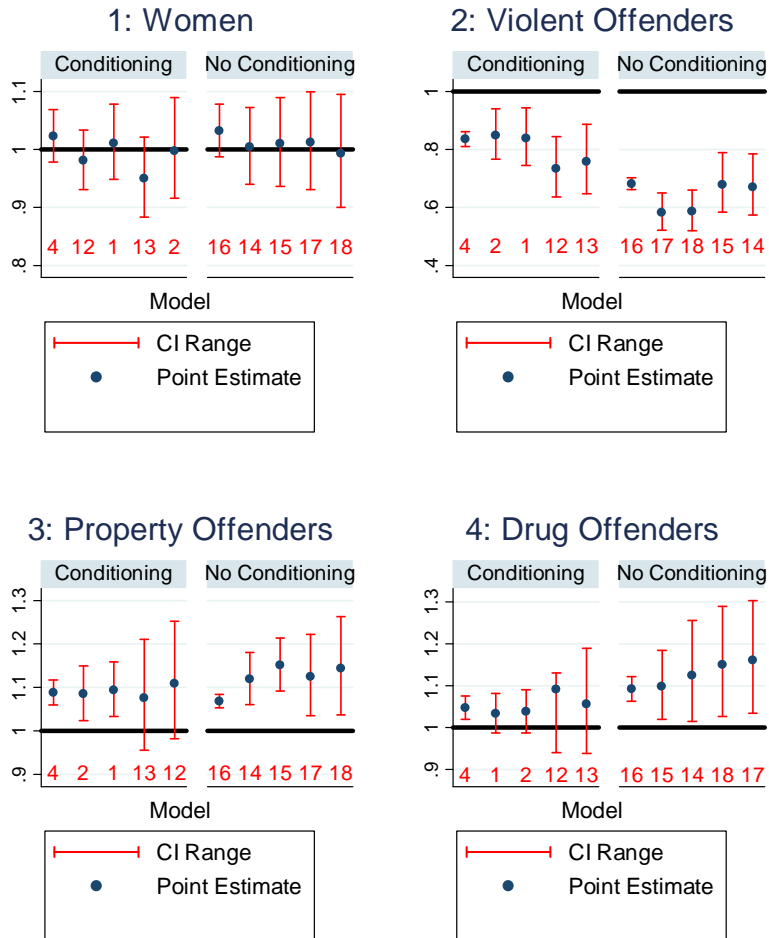 1: Women
Conditioning
No Conditioning
1.1
1
.9
.8
4 12 1 13 2
16 14 15 17 18
Model
CI Range
Point Estimate
2: Violent Offenders
Conditioning
No Conditioning
1
.8
.6
.4
4 2 1 12 13
16 17 18 15 14
Model
CI Range
Point Estimate
3: Property Offenders
Conditioning
No Conditioning
1.3
1.2
1.1
1
.9
4 2 1 13 12
16 14 15 17 18
Model
CI Range
Point Estimate
4: Drug Offenders
Conditioning
No Conditioning
1.3
1.2
1.1
1
.9
4 1 2 12 13
16 15 14 18 17
Model
CI Range
Point Estimate